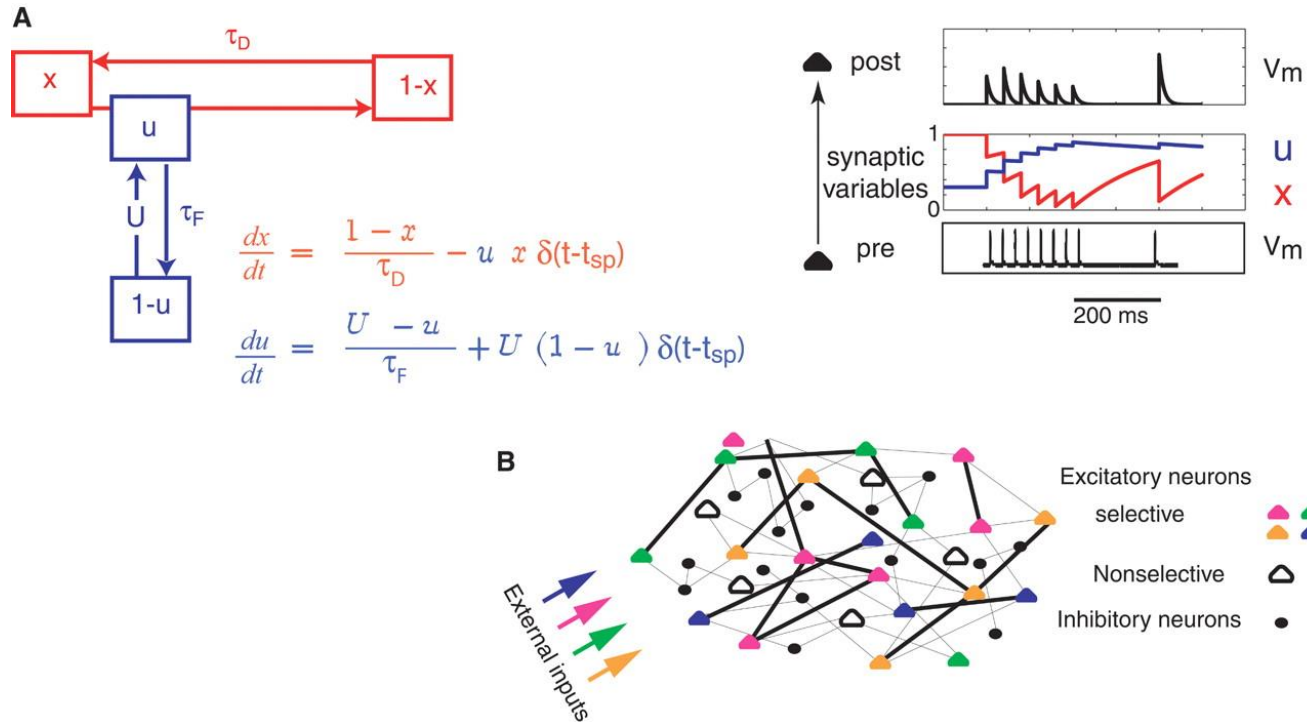 A
τD
x
1-x
u
U
τF
1-u
dx/dt = (1 - x)/τD - u x δ(t-tsp)
du/dt = (U - u)/τF + U (1 - u) δ(t-tsp)
post
Vm
1
synaptic
variables
0
u
x
pre
Vm
200 ms
B
Excitatory neurons
selective
Nonselective
Inhibitory neurons
External inputs